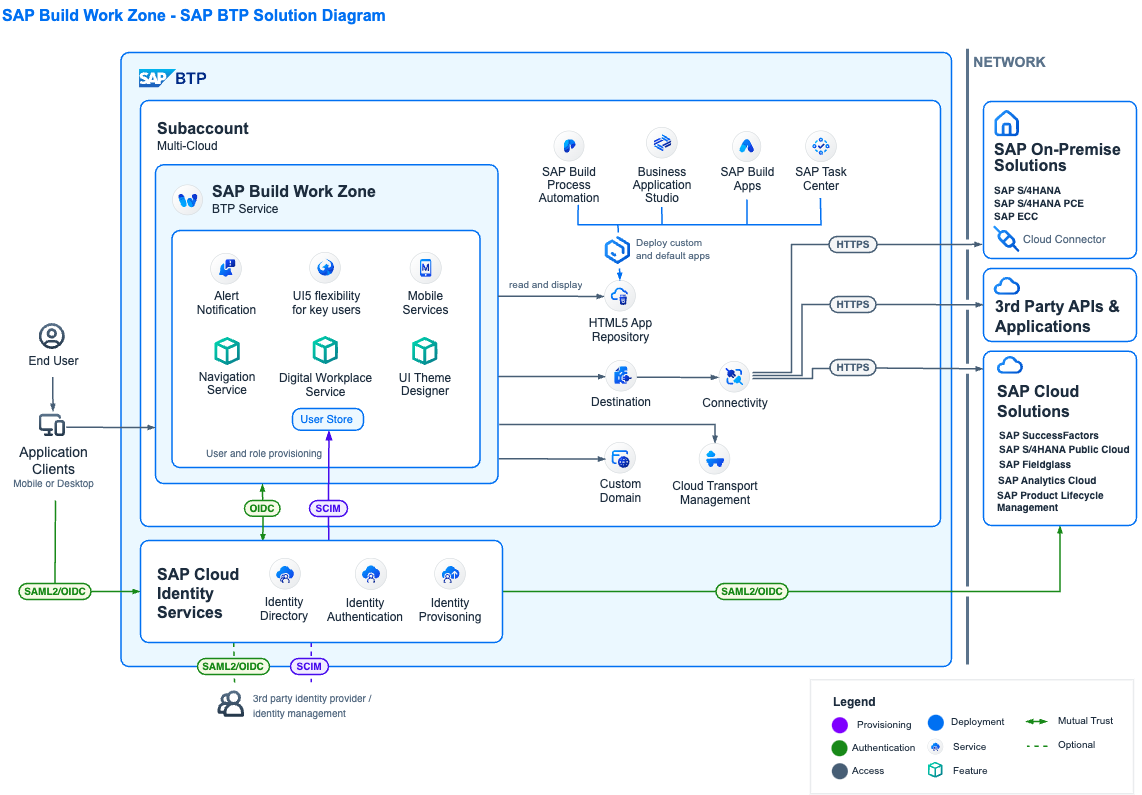 SAP Build Work Zone - SAP BTP Solution Diagram
SAP BTP
NETWORK
Subaccount
Multi-Cloud
SAP Build Work Zone
BTP Service
Alert
Notification
UI5 flexibility
for key users
Mobile
Services
Navigation
Service
Digital Workplace
Service
UI Theme
Designer
User Store
User and role provisioning
SAP Build
Process
Automation
Business
Application
Studio
SAP Build
Apps
SAP Task
Center
Deploy custom
and default apps
read and display
HTML5 App
Repository
Destination
Connectivity
Custom
Domain
Cloud Transport
Management
HTTPS
HTTPS
HTTPS
SAP On-Premise
Solutions
SAP S/4HANA
SAP S/4HANA PCE
SAP ECC
Cloud Connector
3rd Party APIs &
Applications
SAP Cloud
Solutions
SAP SuccessFactors
SAP S/4HANA Public Cloud
SAP Fieldglass
SAP Analytics Cloud
SAP Product Lifecycle
Management
End User
Application
Clients
Mobile or Desktop
OIDC
SCIM
SAML2/OIDC
SAP Cloud
Identity
Services
Identity
Directory
Identity
Authentication
Identity
Provisoning
SAML2/OIDC
SAML2/OIDC
SCIM
3rd party identity provider /
identity management
Legend
Provisioning
Deployment
Mutual Trust
Authentication
Service
Optional
Access
Feature